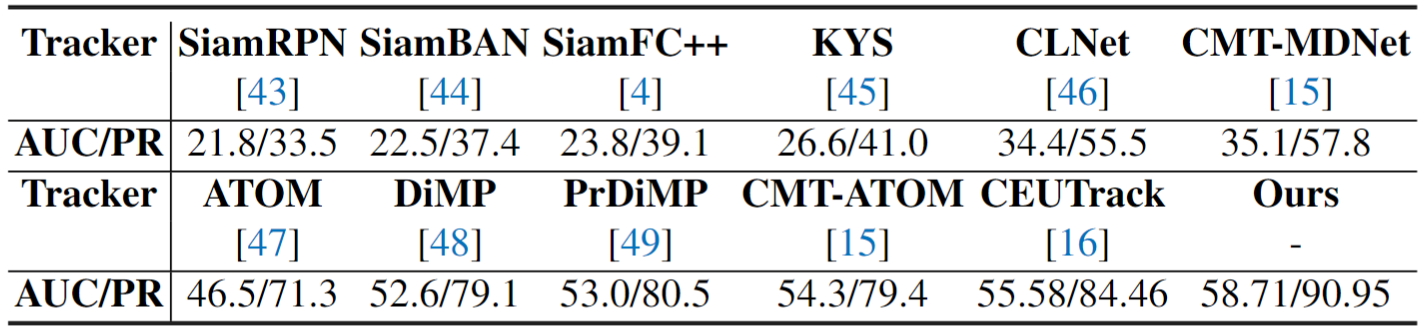 Tracker SiamRPN SiamBAN SiamFC++ KYS CLNet CMT-MDNet
[43] [44] [4] [45] [46] [15]
AUC/PR 21.8/33.5 22.5/37.4 23.8/39.1 26.6/41.0 34.4/55.5 35.1/57.8
Tracker ATOM DiMP PrDiMP CMT-ATOM CEUTrack Ours
[47] [48] [49] [15] [16] -
AUC/PR 46.5/71.3 52.6/79.1 53.0/80.5 54.3/79.4 55.58/84.46 58.71/90.95